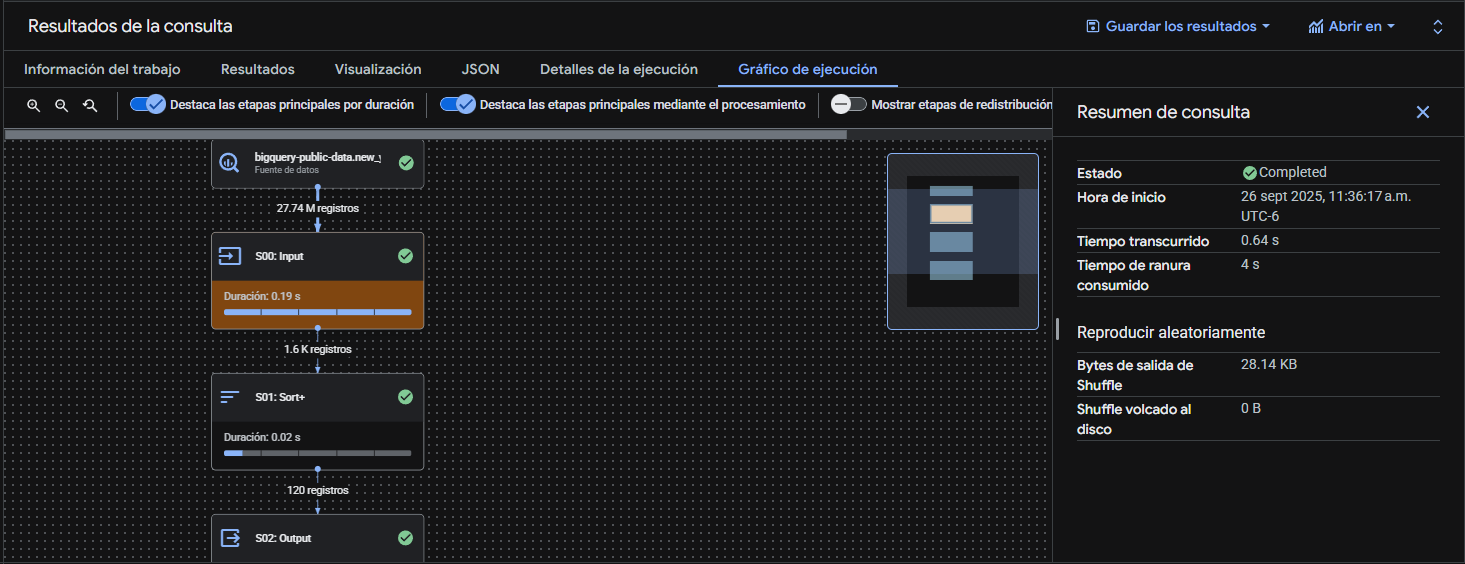 Resultados de la consulta
Guardar los resultados
Abrir en
Información del trabajo
Resultados
Visualización
JSON
Detalles de la ejecución
Gráfico de ejecución
Destaca las etapas principales por duración
Destaca las etapas principales mediante el procesamiento
Mostrar etapas de redistribución
bigquery-public-data.new_
Fuente de datos
27.74 M registros
S00: Input
Duración: 0.19 s
1.6 K registros
S01: Sort+
Duración: 0.02 s
120 registros
S02: Output
Resumen de consulta
Estado
Completed
Hora de inicio
26 sept 2025, 11:36:17 a.m.
UTC-6
Tiempo transcurrido
0.64 s
Tiempo de ranura
consumido
4 s
Reproducir aleatoriamente
Bytes de salida de
Shuffle
28.14 KB
Shuffle volcado al
disco
0 B